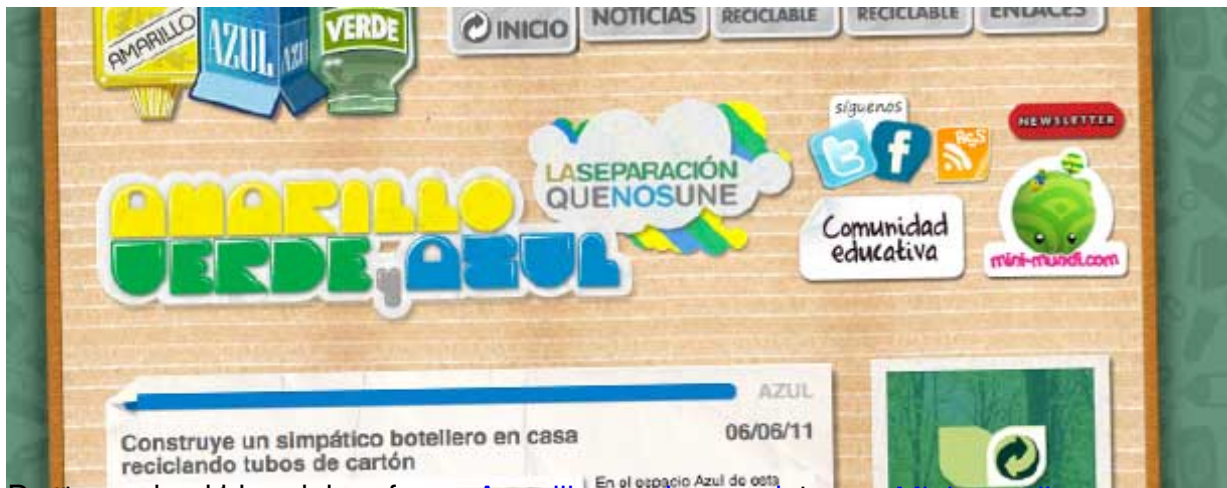 AMARILLO
AZUL
AZUL
VERDE
INICIO
NOTICIAS
RECICLABLE
RECICLABLE
ENLACES
síguenos
RSS
NEWSLETTER
LASEPARACIÓN
QUENOSUNE
AMARILLO
VERDE y AZUL
Comunidad
educativa
mini-mundi.com
AZUL
Construye un simpático botellero en casa
reciclando tubos de cartón
06/06/11
En el espacio Azul de esta